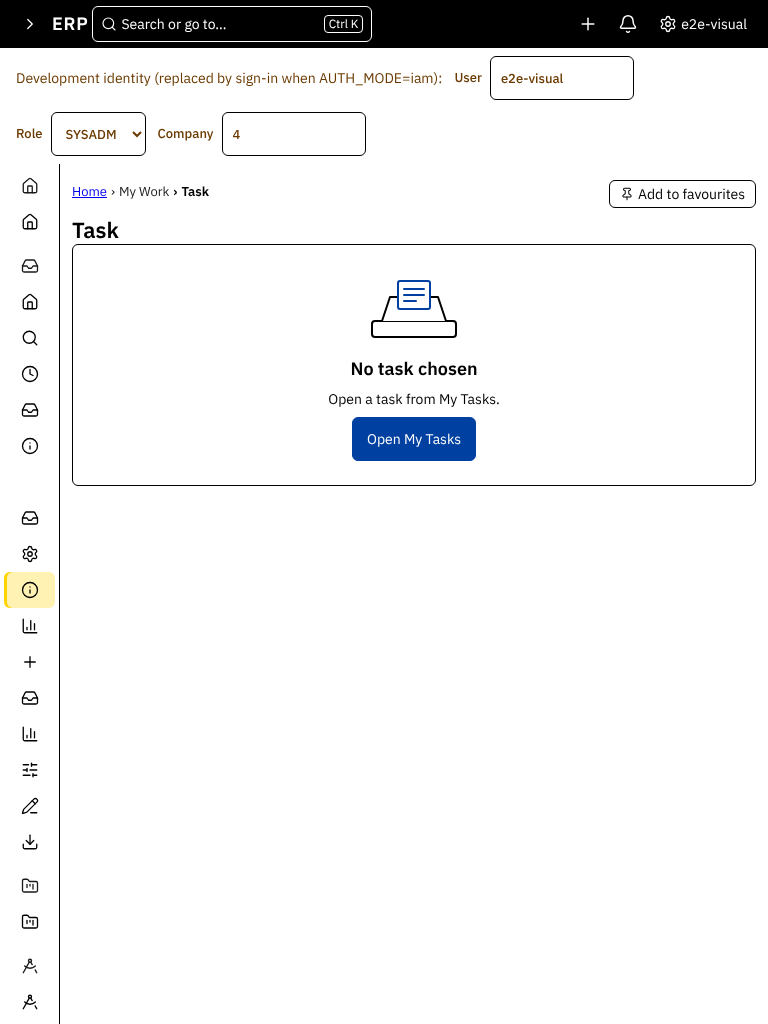 ERP Search or go to... Ctrl K e2e-visual
Development identity (replaced by sign-in when AUTH_MODE=iam): User e2e-visual
Role SYSADM Company 4
Home › My Work › Task Add to favourites
Task
No task chosen
Open a task from My Tasks.
Open My Tasks